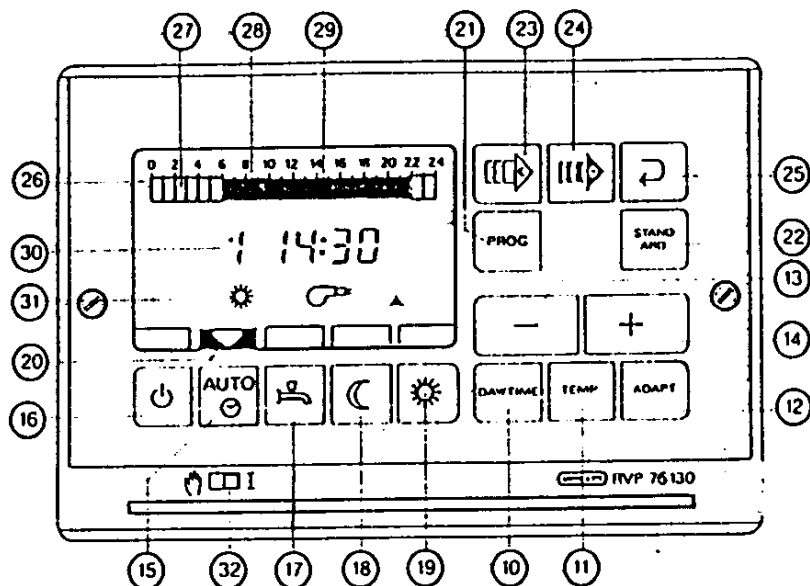 27 28 29 21 23 24
0 2 4 6 8 10 12 14 16 18 20 22 24
26
25
30
1 14:30
PROG
STAND
ARD
22
31
13
− +
14
20
AUTO
DAY/TIME
TEMP
ADAPT
16
12
I
RVP 76130
15 32 17 18 19 10 11